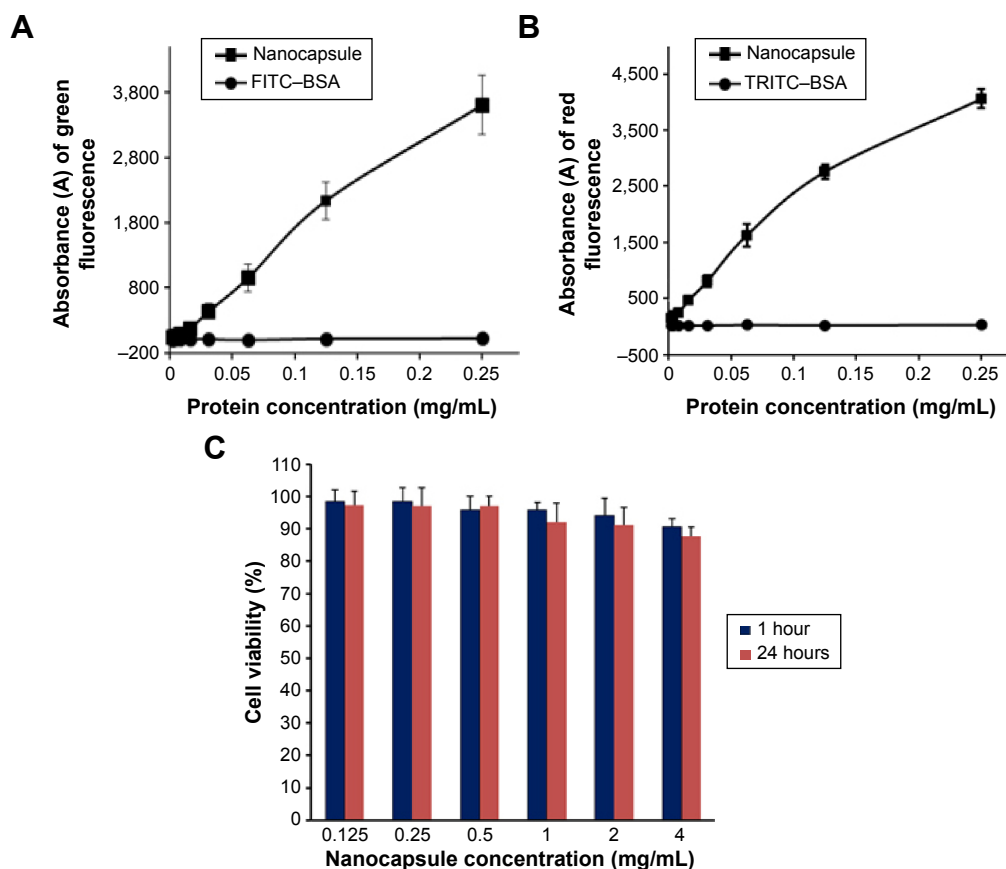 A
Nanocapsule
FITC–BSA
Absorbance (A) of green
fluorescence
3,800
2,800
1,800
800
–200
0
0.05
0.1
0.15
0.2
0.25
Protein concentration (mg/mL)
B
Nanocapsule
TRITC–BSA
Absorbance (A) of red
fluorescence
4,500
3,500
2,500
1,500
500
–500
0
0.05
0.1
0.15
0.2
0.25
Protein concentration (mg/mL)
C
Cell viability (%)
110
100
90
80
70
60
50
40
30
20
10
0
0.125
0.25
0.5
1
2
4
Nanocapsule concentration (mg/mL)
1 hour
24 hours